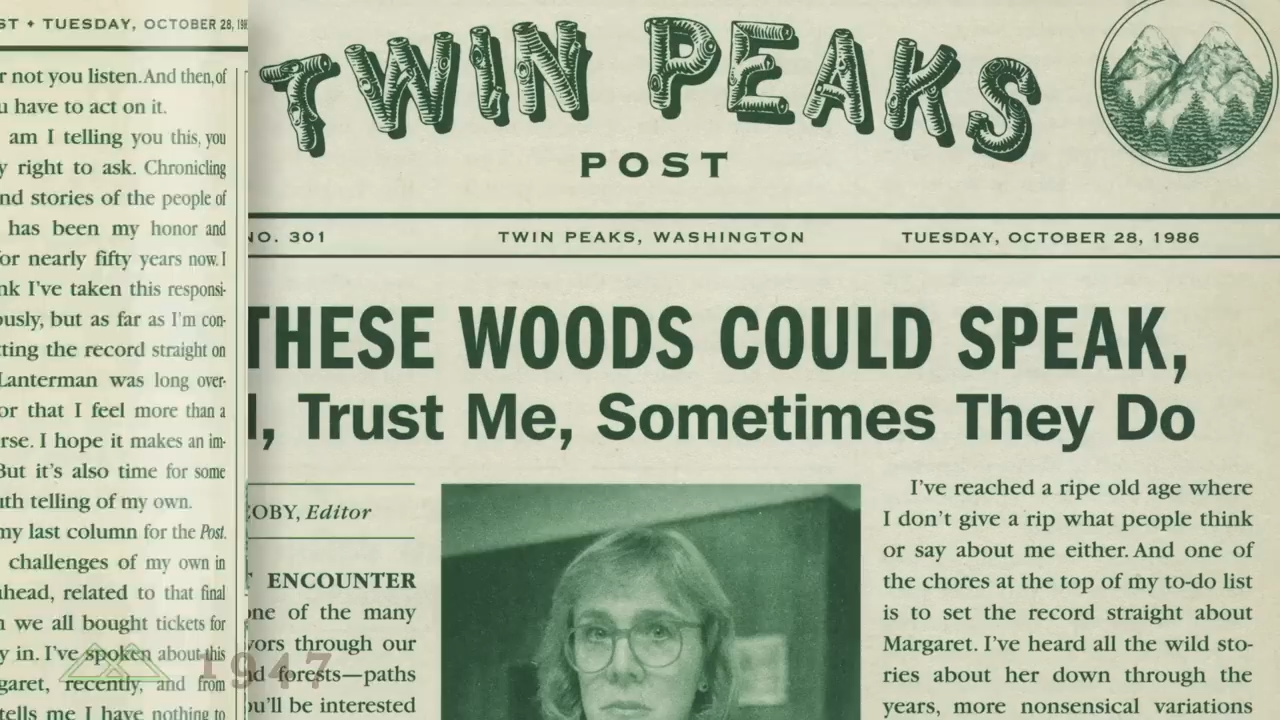 ST ♦ TUESDAY, OCTOBER 28,
r not you listen. And then, of
u have to act on it.
am I telling you this, you
y right to ask. Chronicling
nd stories of the people of
has been my honor and
or nearly fifty years now. I
nk I've taken this responsi-
ously, but as far as I'm con-
tting the record straight on
Lanterman was long over-
or that I feel more than a
rse. I hope it makes an im-
But it's also time for some
uth telling of my own.
my last column for the Post.
challenges of my own in
ahead, related to that final
n we all bought tickets for
y in. I've spoken about this
garet, recently, and from
tells me I have nothing to
1947
TWIN PEAKS
POST
NO. 301
TWIN PEAKS, WASHINGTON
TUESDAY, OCTOBER 28, 1986
THESE WOODS COULD SPEAK,
l, Trust Me, Sometimes They Do
COBY, Editor
T ENCOUNTER
one of the many
vors through our
nd forests—paths
ou'll be interested
I've reached a ripe old age where
I don't give a rip what people think
or say about me either. And one of
the chores at the top of my to-do list
is to set the record straight about
Margaret. I've heard all the wild sto-
ries about her down through the
years, more nonsensical variations